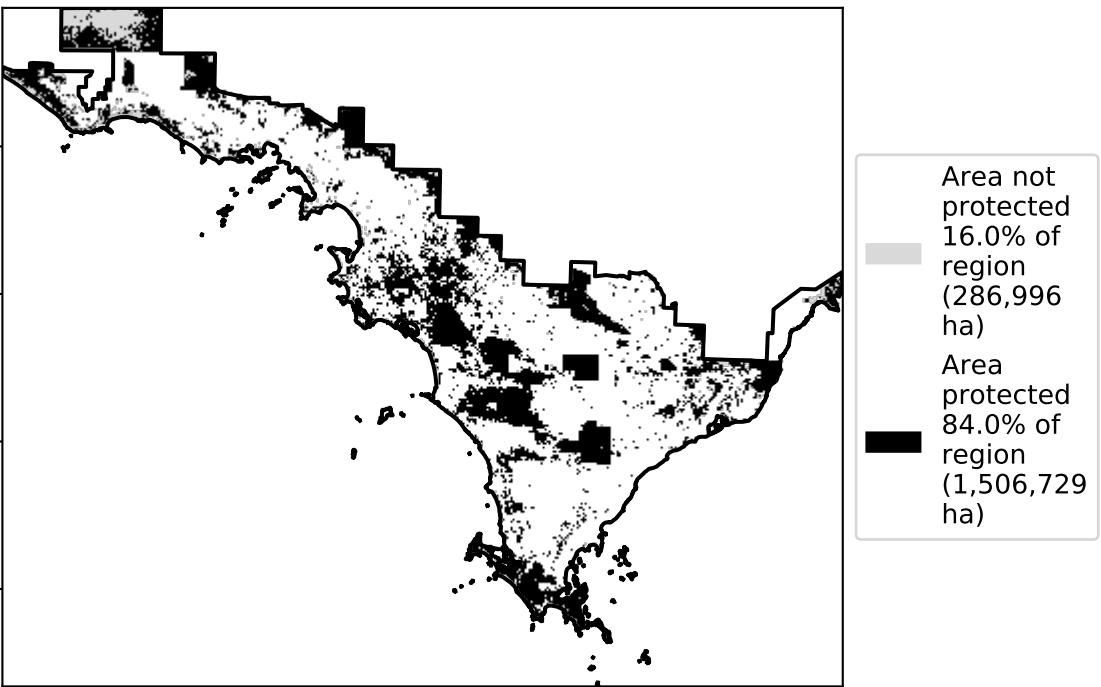 Area not
protected
16.0% of
region
(286,996
ha)
Area
protected
84.0% of
region
(1,506,729
ha)